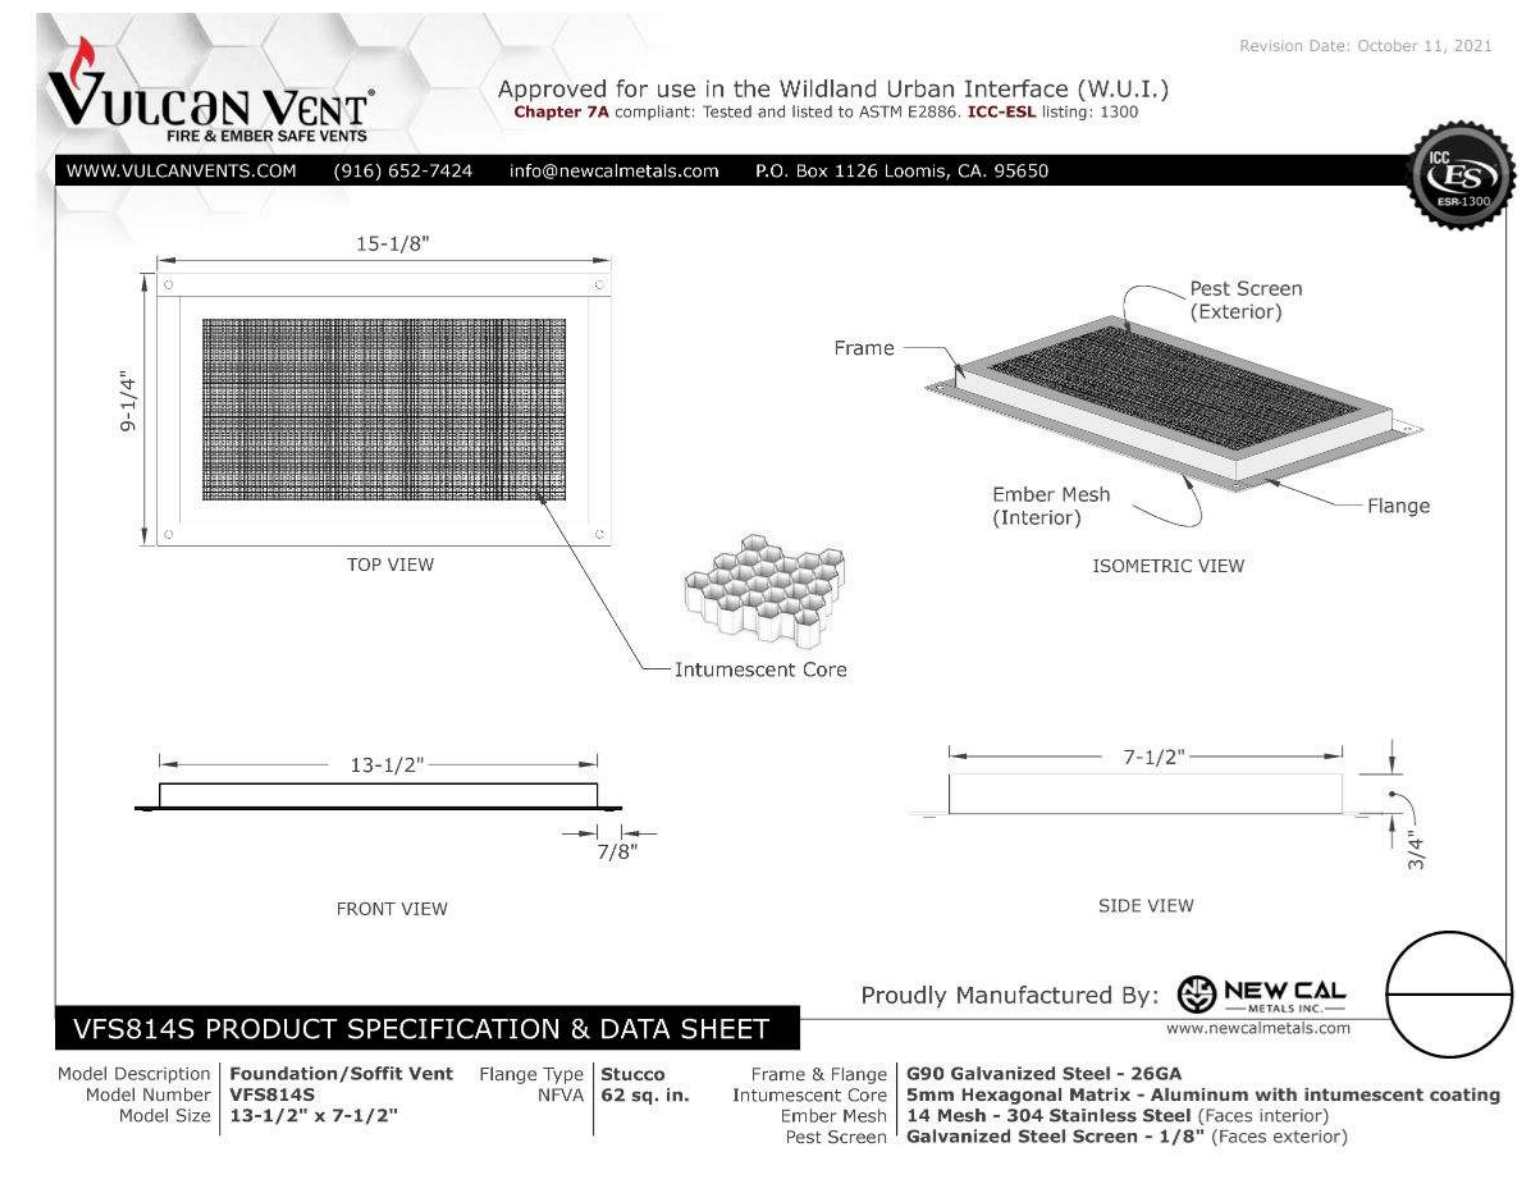 Revision Date: October 11, 2021
VULCAN VENT®
FIRE & EMBER SAFE VENTS
Approved for use in the Wildland Urban Interface (W.U.I.)
Chapter 7A compliant: Tested and listed to ASTM E2886. ICC-ESL listing: 1300
WWW.VULCANVENTS.COM (916) 652-7424 info@newcalmetals.com P.O. Box 1126 Loomis, CA. 95650
ICC
ES
ESR-1300
15-1/8"
9-1/4"
TOP VIEW
Intumescent Core
Pest Screen
(Exterior)
Frame
Ember Mesh
(Interior)
Flange
ISOMETRIC VIEW
13-1/2"
7/8"
FRONT VIEW
7-1/2"
3/4"
SIDE VIEW
Proudly Manufactured By:
NEW CAL
METALS INC.
www.newcalmetals.com
VFS814S PRODUCT SPECIFICATION & DATA SHEET
Model Description Foundation/Soffit Vent
Model Number VFS814S
Model Size 13-1/2" x 7-1/2"
Flange Type Stucco
NFVA 62 sq. in.
Frame & Flange G90 Galvanized Steel - 26GA
Intumescent Core 5mm Hexagonal Matrix - Aluminum with intumescent coating
Ember Mesh 14 Mesh - 304 Stainless Steel (Faces interior)
Pest Screen Galvanized Steel Screen - 1/8" (Faces exterior)